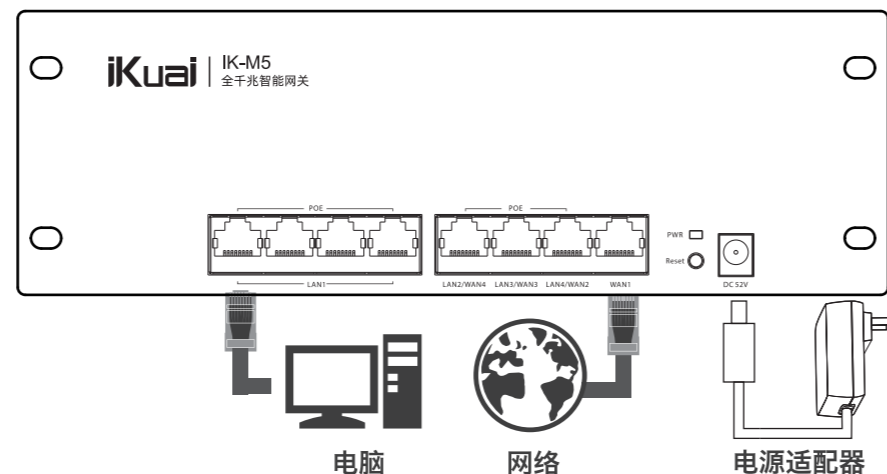 iKuai
IK-M5
全千兆智能网关
POE
POE
PWR
Reset
LAN1
LAN2/WAN4
LAN3/WAN3
LAN4/WAN2
WAN1
DC 52V
电脑
网络
电源适配器